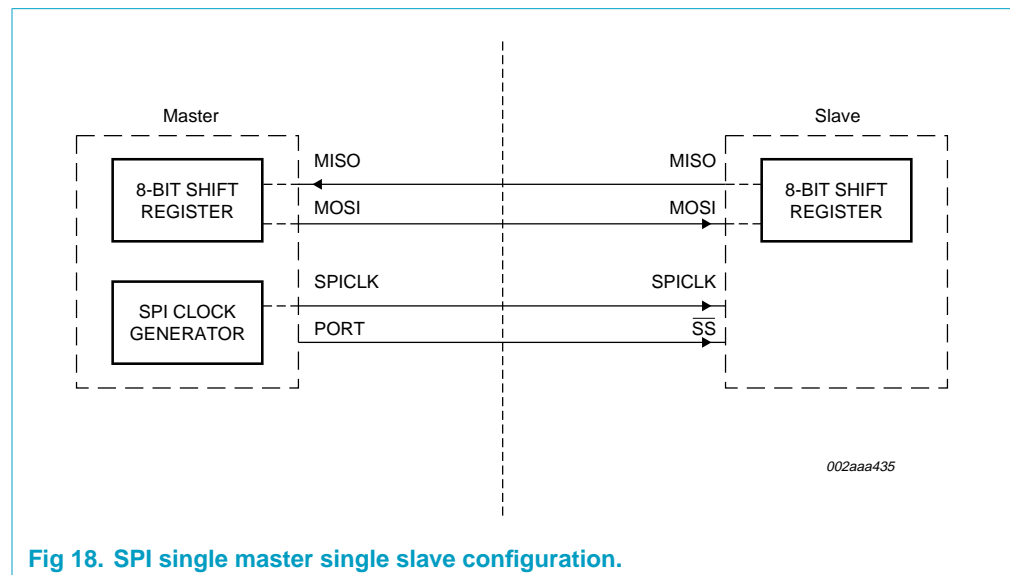 Master
Slave
MISO
MISO
8-BIT SHIFT
REGISTER
8-BIT SHIFT
REGISTER
MOSI
MOSI
SPICLK
SPICLK
SPI CLOCK
GENERATOR
PORT
S̅S̅
002aaa435
Fig 18. SPI single master single slave configuration.